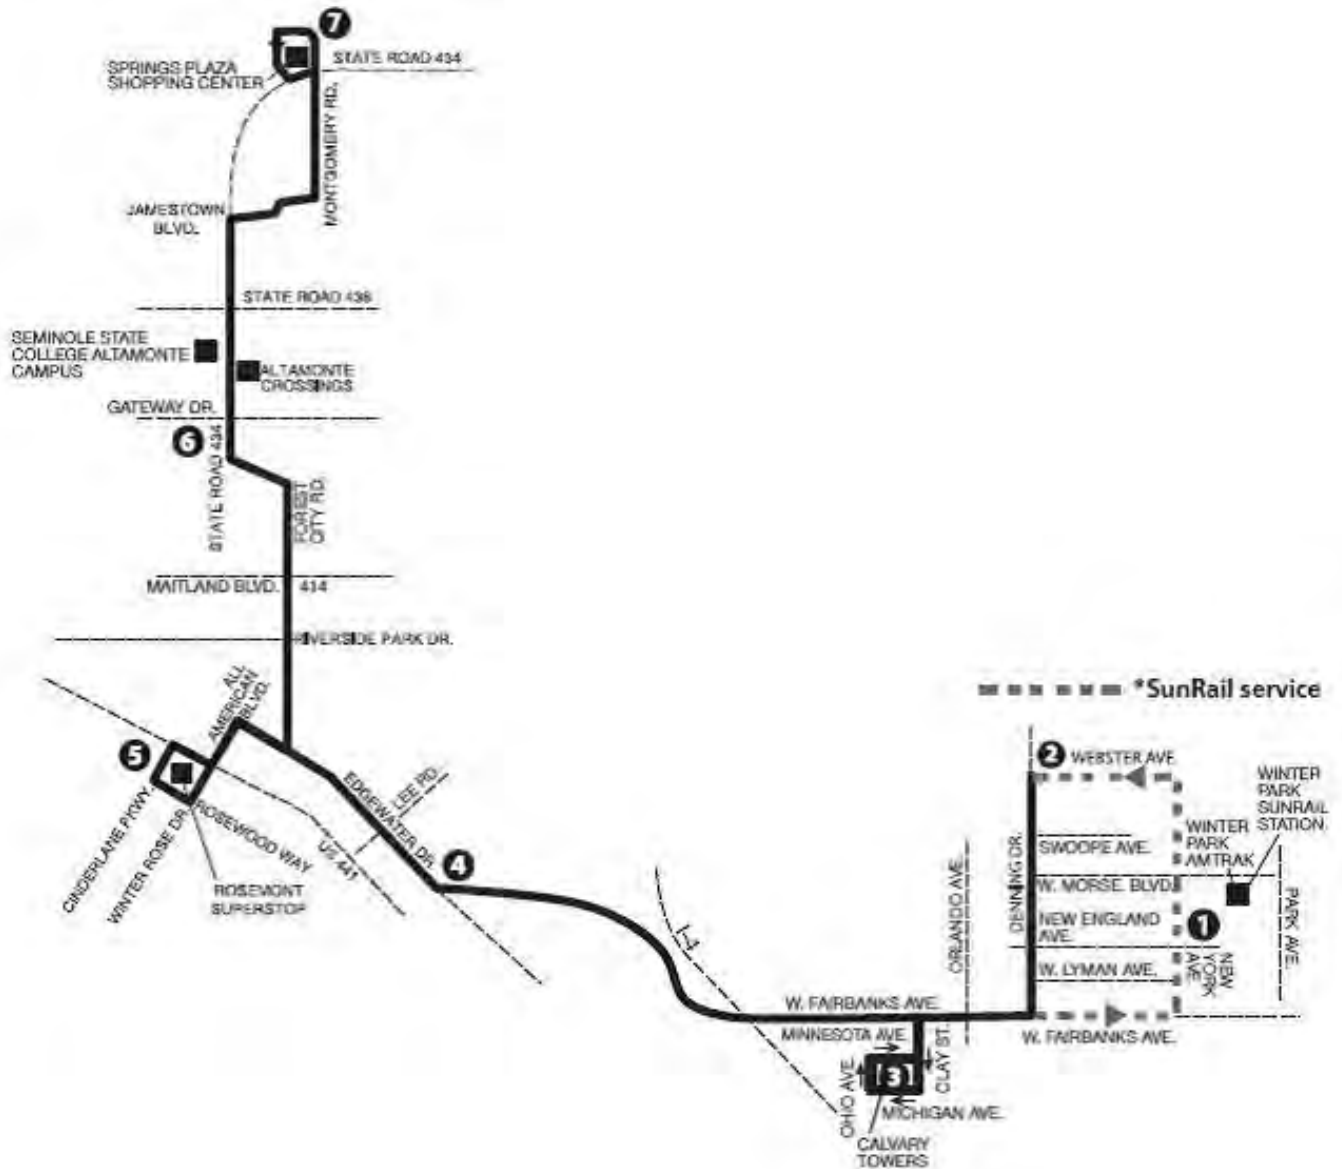 7
STATE ROAD 434
SPRINGS PLAZA
SHOPPING CENTER
MONTGOMERY RD.
JAMESTOWN
BLVD.
STATE ROAD 436
SEMINOLE STATE
COLLEGE ALTAMONTE
CAMPUS
ALTAMONTE
CROSSINGS
GATEWAY DR.
6
STATE ROAD 434
FOREST
CITY RD.
MAITLAND BLVD. 414
RIVERSIDE PARK DR.
ALL
AMERICAN
BLVD.
5
CINDERLANE PKWY.
WINTER ROSE DR.
ROSEWOOD WAY
ROSEMONT
SUPERSTOP
US 441
EDGEWATER DR.
LEE RD.
4
I-4
*SunRail service
2
WEBSTER AVE.
WINTER
PARK
SUNRAIL
STATION
WINTER
PARK
AMTRAK
SWOOPE AVE.
W. MORSE. BLVD.
NEW ENGLAND
AVE.
1
W. LYMAN AVE.
NEW
YORK
AVE
PARK AVE.
DENNING DR.
ORLANDO AVE.
W. FAIRBANKS AVE.
W. FAIRBANKS AVE.
MINNESOTA AVE.
CLAY ST.
OHIO AVE.
[3]
MICHIGAN AVE.
CALVARY
TOWERS